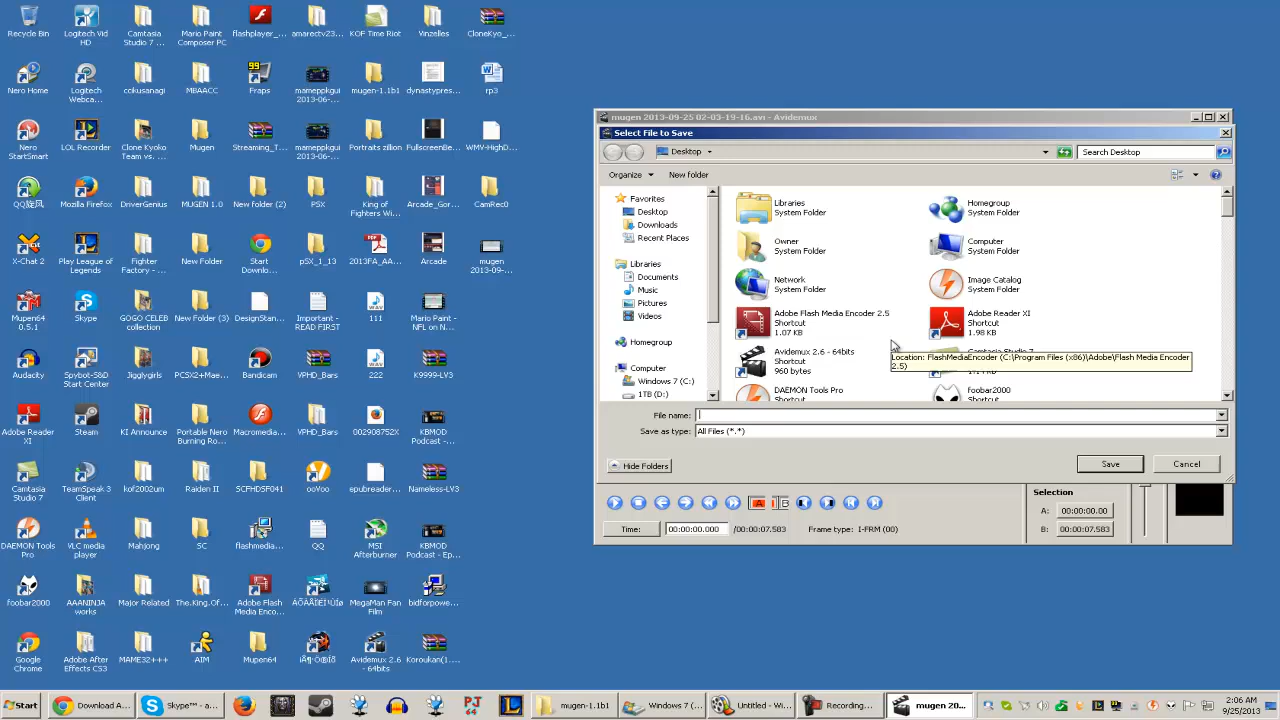 Recycle Bin
Logitech Vid
HD
Camtasia
Studio 7 ...
Mario Paint
Composer PC
flashplayer_...
amarectv23...
KOF Time Riot
Vinzelles
CloneKyo_...
Nero Home
Logitech
Webca...
ccikusanagi
MBAACC
Fraps
mameppkgui
2013-06-...
mugen-1.1b1
dynastypres...
rp3
Nero
StartSmart
LOL Recorder
Clone Kyoko
Team vs. ...
Mugen
Streaming_T...
mameppkgui
2013-06-...
Portraits zillion
FullscreenBe...
WMV-HighD...
QQ旋风
Mozilla Firefox
DriverGenius
MUGEN 1.0
New folder (2)
PSX
King of
Fighters Wi...
Arcade_Gor...
CamRec0
X-Chat 2
Play League of
Legends
Fighter
Factory - ...
New Folder
Start
Downlo...
pSX_1_13
2013FA_AA...
Arcade
mugen
2013-09-...
Mupen64
0.5.1
Skype
GOGO CELEB
collection
New Folder (3)
DesignStan...
Important -
READ FIRST
111
Mario Paint -
NFL on N...
Audacity
Spybot-S&D
Start Center
Jigglygirls
PCSX2+Mae...
Bandicam
VPHD_Bars
222
K9999-LV3
Adobe Reader
XI
Steam
KI Announce
Portable Nero
Burning Ro...
Macromedia...
VPHD_Bars
002908752X
KBMOD
Podcast - ...
Camtasia
Studio 7
TeamSpeak 3
Client
kof2002um
Raiden II
SCFHDSF041
ooVoo
epubreader...
Nameless-LV3
DAEMON Tools
Pro
VLC media
player
Mahjong
SC
flashmedia...
QQ
MSI
Afterburner
KBMOD
Podcast - Ep...
foobar2000
AAANINJA
works
Major Related
The.King.Of...
Adobe Flash
Media Enco...
MegaMan Fan
Film
bidforpowe...
Google
Chrome
Adobe After
Effects CS3
MAME32+++
AIM
Mupen64
Avidemux 2.6
- 64bits
Koroukan(1....
mugen 2013-09-25 02-03-19-16.avi - Avidemux
Select File to Save
Desktop
Search Desktop
Organize
New folder
Favorites
Desktop
Downloads
Recent Places
Libraries
Documents
Music
Pictures
Videos
Homegroup
Computer
Windows 7 (C:)
1TB (D:)
Libraries
System Folder
Homegroup
System Folder
Owner
System Folder
Computer
System Folder
Network
System Folder
Image Catalog
System Folder
Adobe Flash Media Encoder 2.5
Shortcut
1.07 KB
Adobe Reader XI
Shortcut
1.98 KB
Avidemux 2.6 - 64bits
Shortcut
960 bytes
Location: FlashMediaEncoder (C:\Program Files (x86)\Adobe\Flash Media Encoder
2.5)
DAEMON Tools Pro
Shortcut
foobar2000
Shortcut
File name:
Save as type:
All Files (*.*)
Hide Folders
Save
Cancel
A
B
Time:
00:00:00.000
/00:00:07.583
Frame type: I-FRM (00)
Selection
A:
00:00:00.00
B:
00:00:07.583
Start
Download A...
Skype™ - a...
PJ
64
mugen-1.1b1
Windows 7 (...
Untitled - Wi...
Recording...
mugen 20...
2:06 AM
9/25/2013